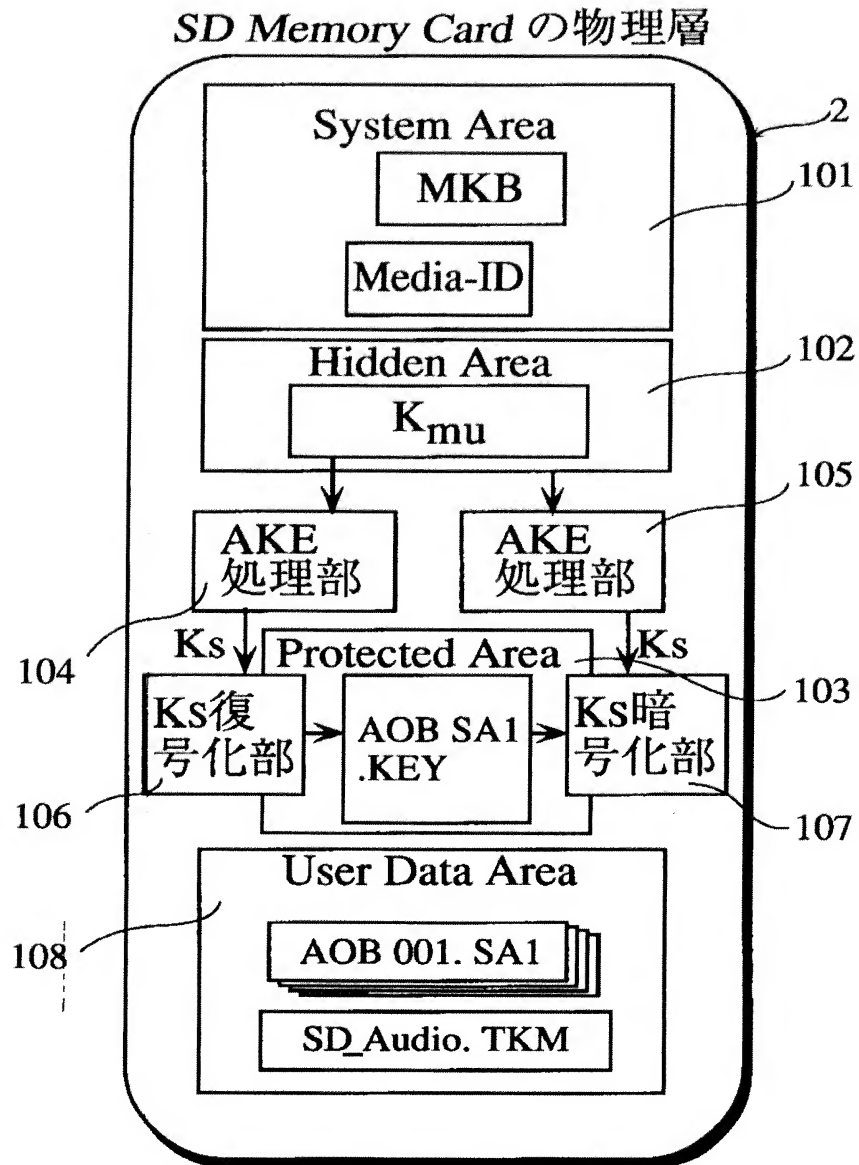 SD Memory Card の物理層
System Area
2
MKB
101
Media-ID
Hidden Area
102
Kmu
105
AKE
処理部
AKE
処理部
104
Ks
Ks
Protected Area
103
Ks復
号化部
AOB SA1
.KEY
Ks暗
号化部
106
107
User Data Area
108
AOB 001. SA1
SD_Audio. TKM